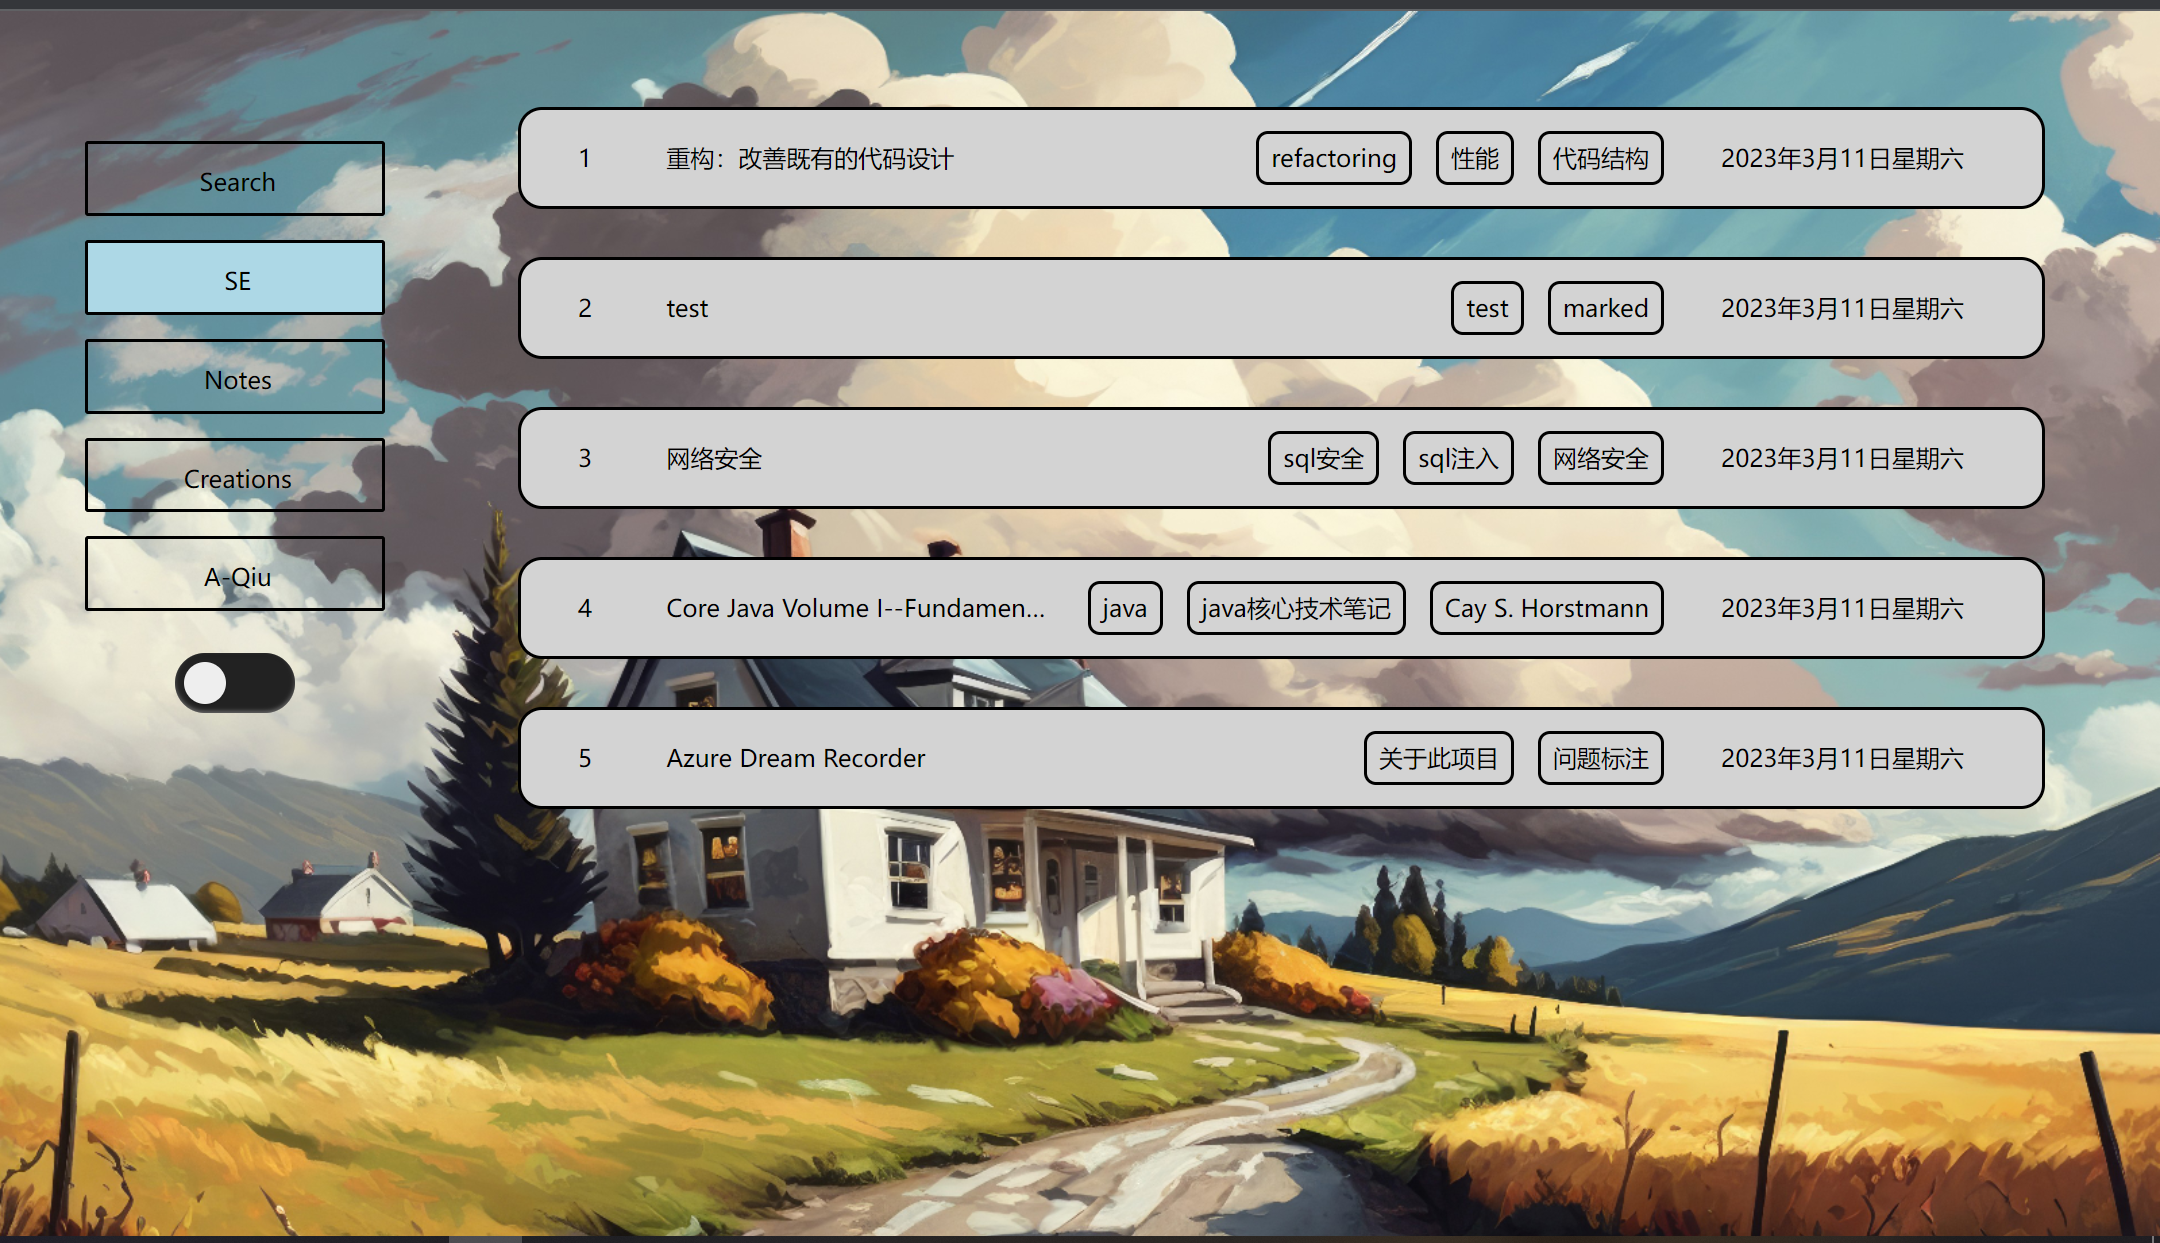 Search
SE
Notes
Creations
A-Qiu
1 重构：改善既有的代码设计 refactoring 性能 代码结构 2023年3月11日星期六
2 test test marked 2023年3月11日星期六
3 网络安全 sql安全 sql注入 网络安全 2023年3月11日星期六
4 Core Java Volume I--Fundamen... java java核心技术笔记 Cay S. Horstmann 2023年3月11日星期六
5 Azure Dream Recorder 关于此项目 问题标注 2023年3月11日星期六